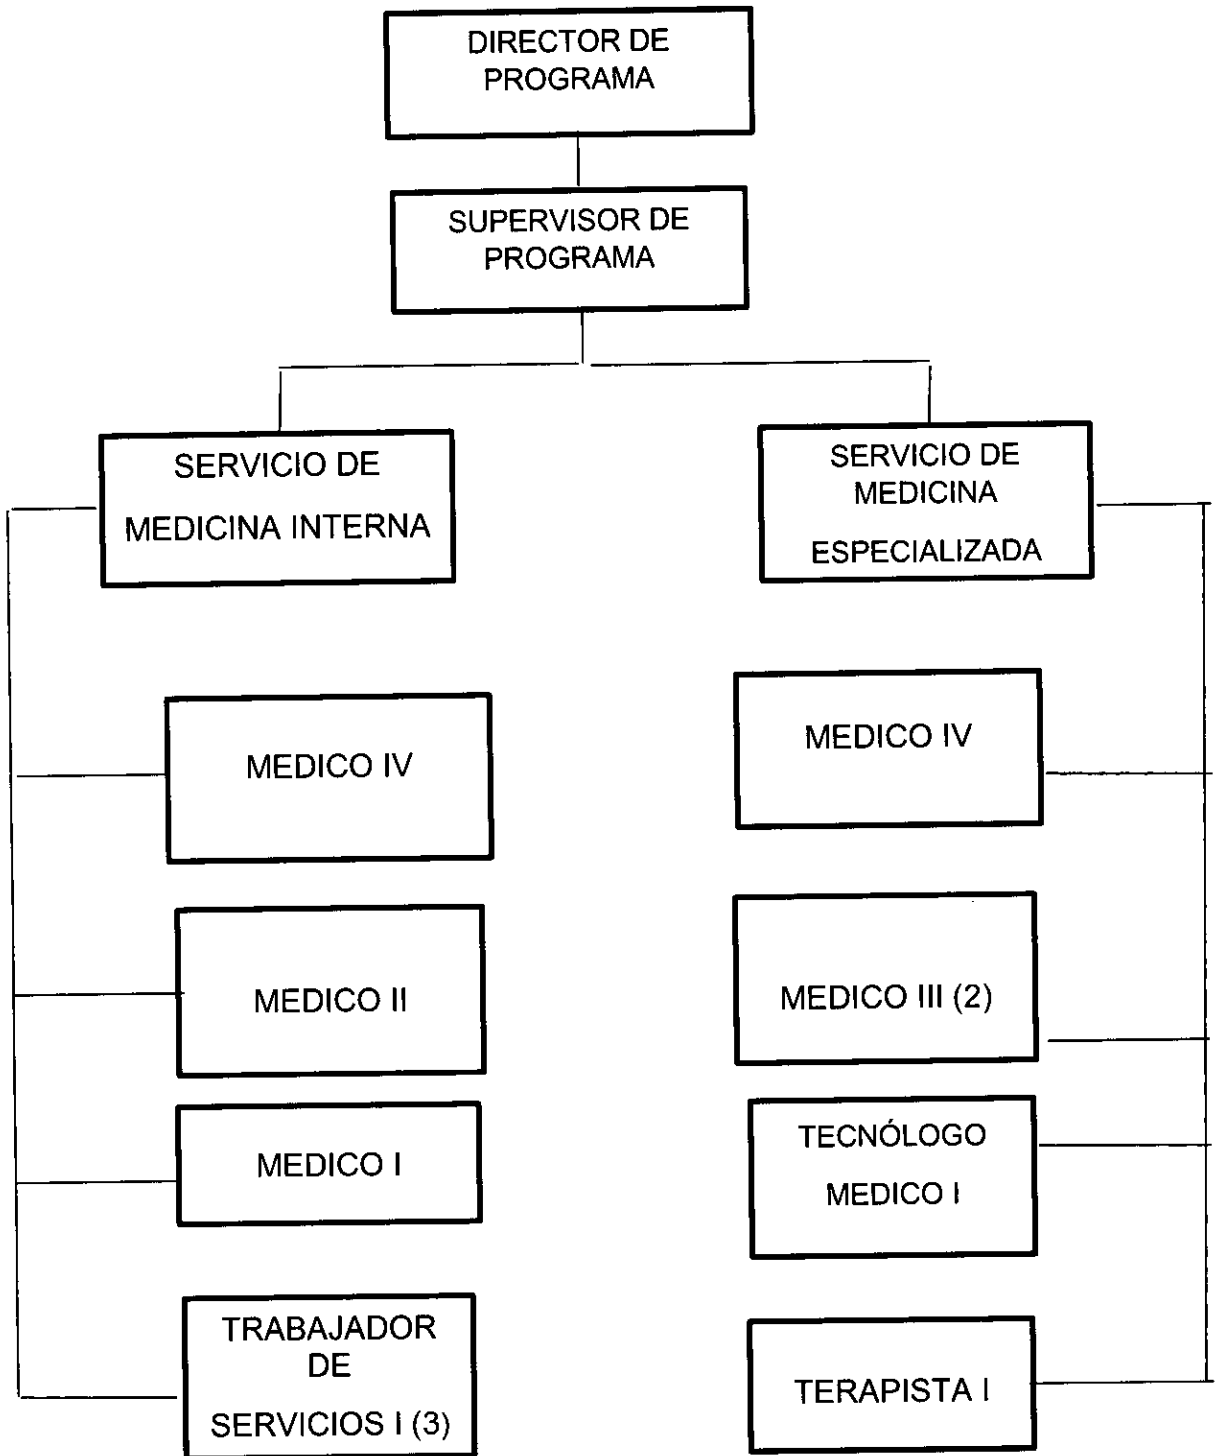 DIRECTOR DE
PROGRAMA
SUPERVISOR DE
PROGRAMA
SERVICIO DE
MEDICINA INTERNA
SERVICIO DE
MEDICINA
ESPECIALIZADA
MEDICO IV
MEDICO II
MEDICO I
TRABAJADOR
DE
SERVICIOS I (3)
MEDICO IV
MEDICO III (2)
TECNÓLOGO
MEDICO I
TERAPISTA I